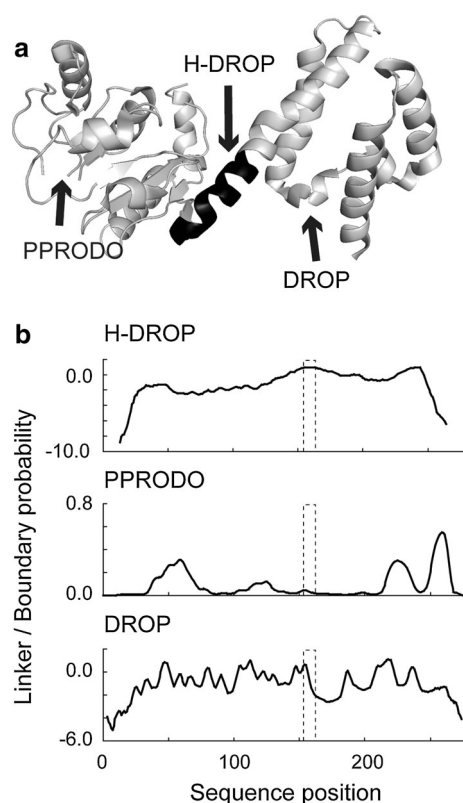 a
H-DROP
PPRODO
DROP
b
H-DROP
0.0
-10.0
PPRODO
0.8
0.0
DROP
0.0
-6.0
0 100 200
Linker / Boundary probability
Sequence position